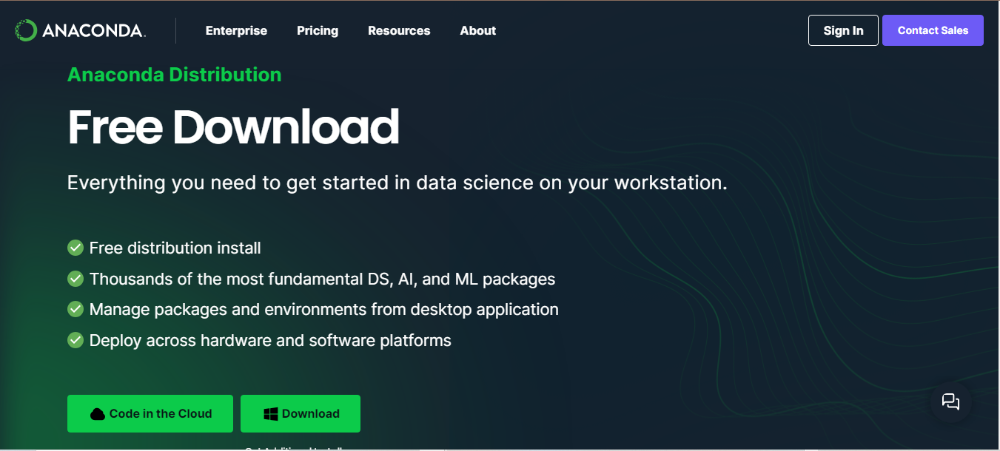 ANACONDA.
Enterprise Pricing Resources About
Sign In
Contact Sales
Anaconda Distribution
Free Download
Everything you need to get started in data science on your workstation.
Free distribution install
Thousands of the most fundamental DS, AI, and ML packages
Manage packages and environments from desktop application
Deploy across hardware and software platforms
Code in the Cloud
Download